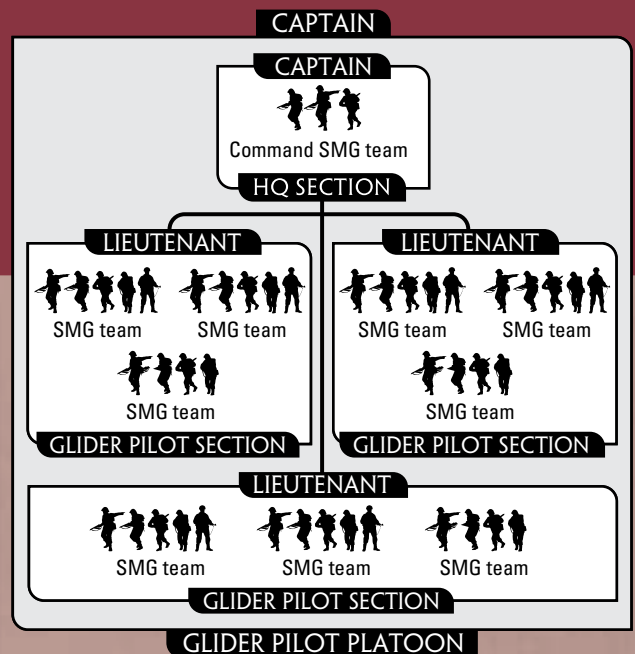 CAPTAIN
CAPTAIN
Command SMG team
HQ SECTION
LIEUTENANT
SMG team SMG team
SMG team
GLIDER PILOT SECTION
LIEUTENANT
SMG team SMG team
SMG team
GLIDER PILOT SECTION
LIEUTENANT
SMG team SMG team SMG team
GLIDER PILOT SECTION
GLIDER PILOT PLATOON